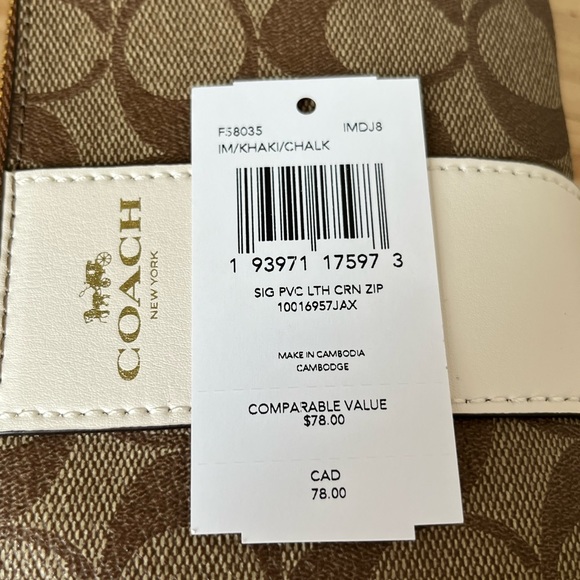 F58035 IMDJ8
IM/KHAKI/CHALK
1 93971 17597 3
SIG PVC LTH CRN ZIP
10016957JAX
MAKE IN CAMBODIA
CAMBODGE
COMPARABLE VALUE
$78.00
CAD
78.00
COACH
NEW YORK